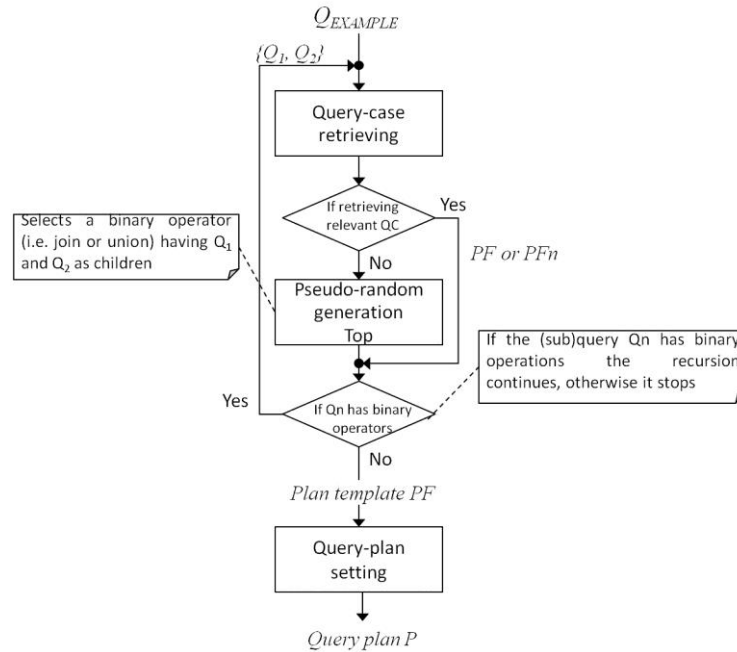 Q_EXAMPLE
{Q1, Q2}
Query-case
retrieving
If retrieving
relevant QC
Yes
Selects a binary operator
(i.e. join or union) having Q1
and Q2 as children
PF or PFn
No
Pseudo-random
generation
Top
If the (sub)query Qn has binary
operations the recursion
continues, otherwise it stops
Yes
If Qn has binary
operators
No
Plan template PF
Query-plan
setting
Query plan P